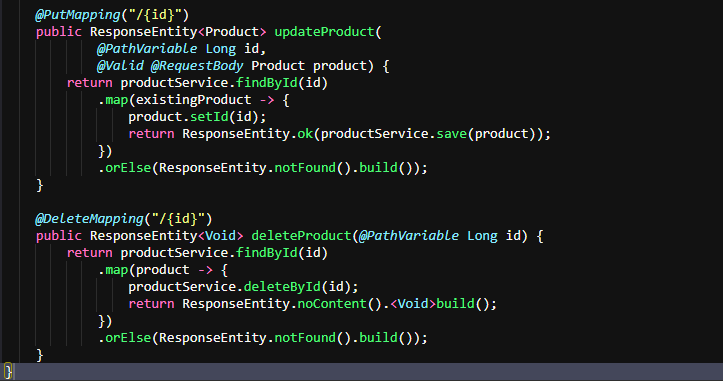 @PutMapping("/{id}")
public ResponseEntity<Product> updateProduct(
        @PathVariable Long id,
        @Valid @RequestBody Product product) {
    return productService.findById(id)
        .map(existingProduct -> {
            product.setId(id);
            return ResponseEntity.ok(productService.save(product));
        })
        .orElse(ResponseEntity.notFound().build());
}

@DeleteMapping("/{id}")
public ResponseEntity<Void> deleteProduct(@PathVariable Long id) {
    return productService.findById(id)
        .map(product -> {
            productService.deleteById(id);
            return ResponseEntity.noContent().<Void>build();
        })
        .orElse(ResponseEntity.notFound().build());
}
}